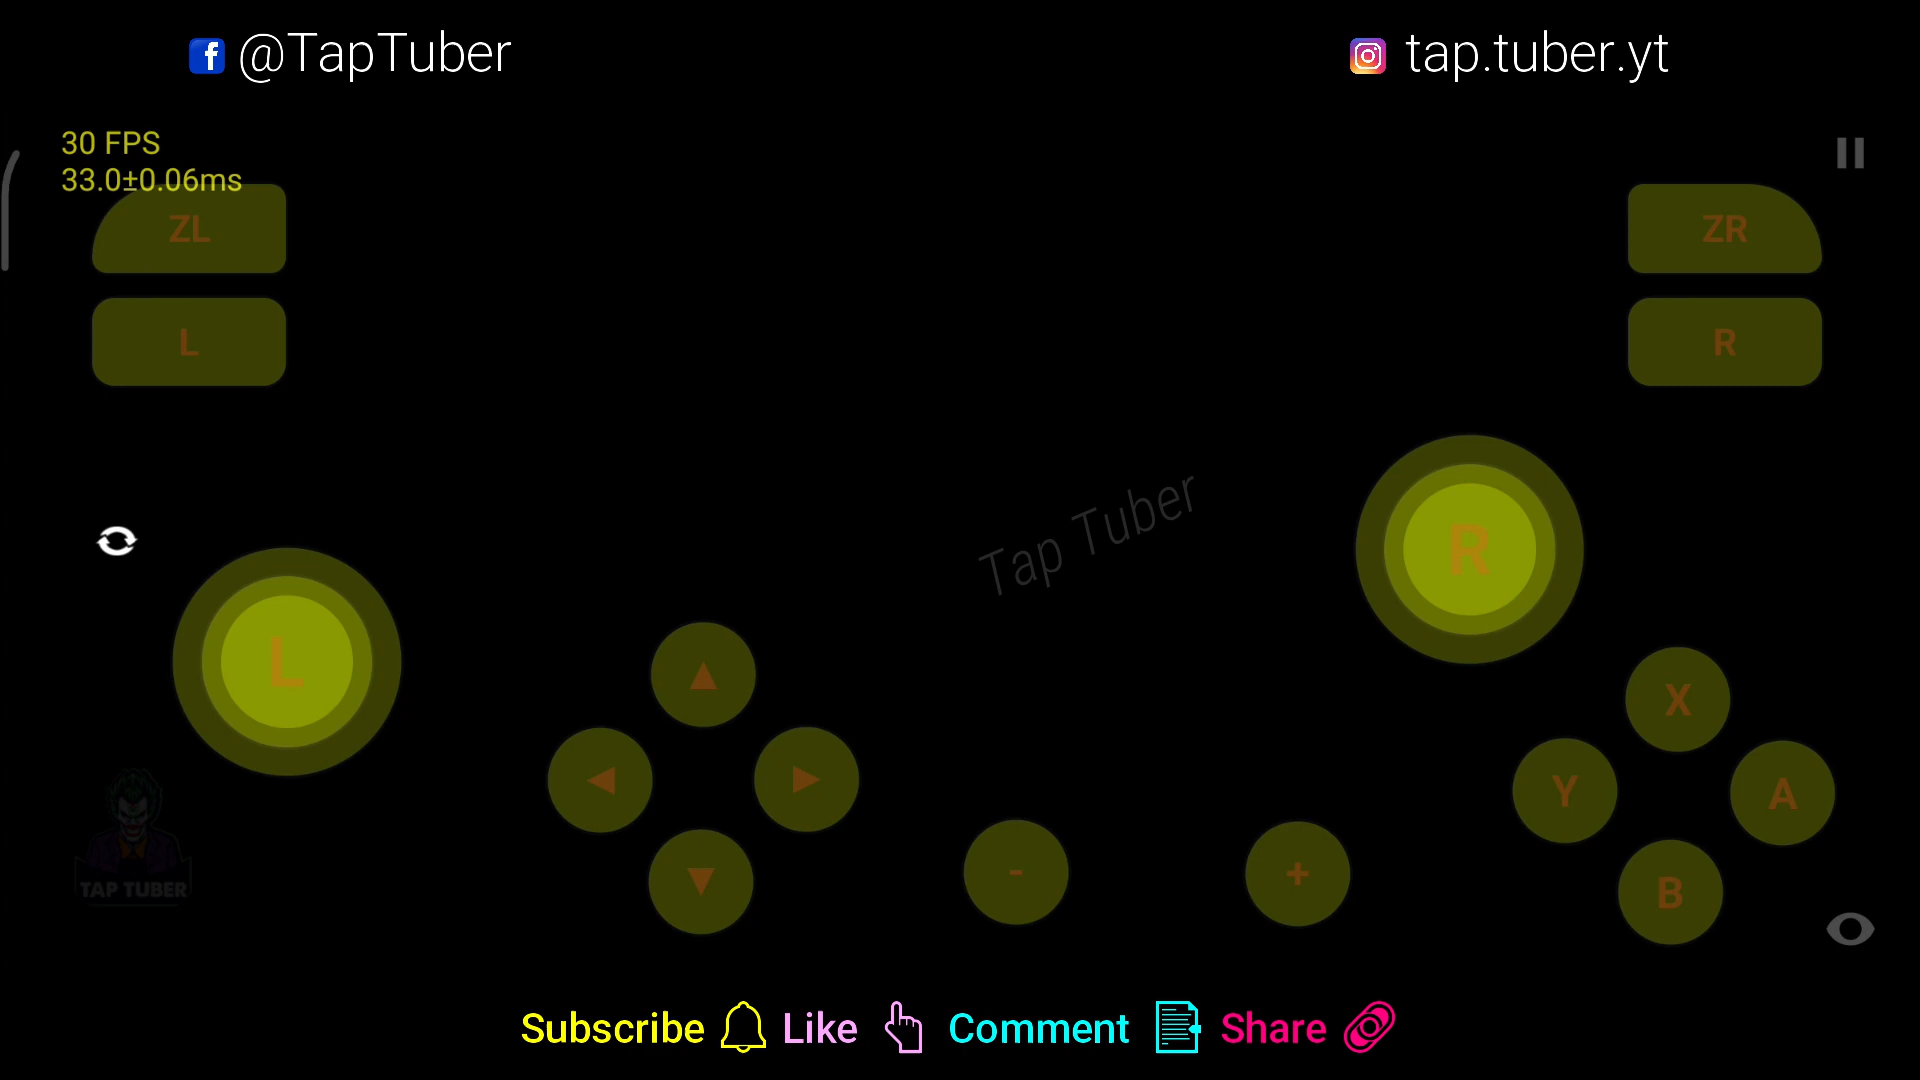 @TapTuber
tap.tuber.yt
30 FPS
33.0±0.06ms
ZL
ZR
L
R
Tap Tuber
R
L
X
Y
A
-
+
B
TAP TUBER
Subscribe Like Comment Share